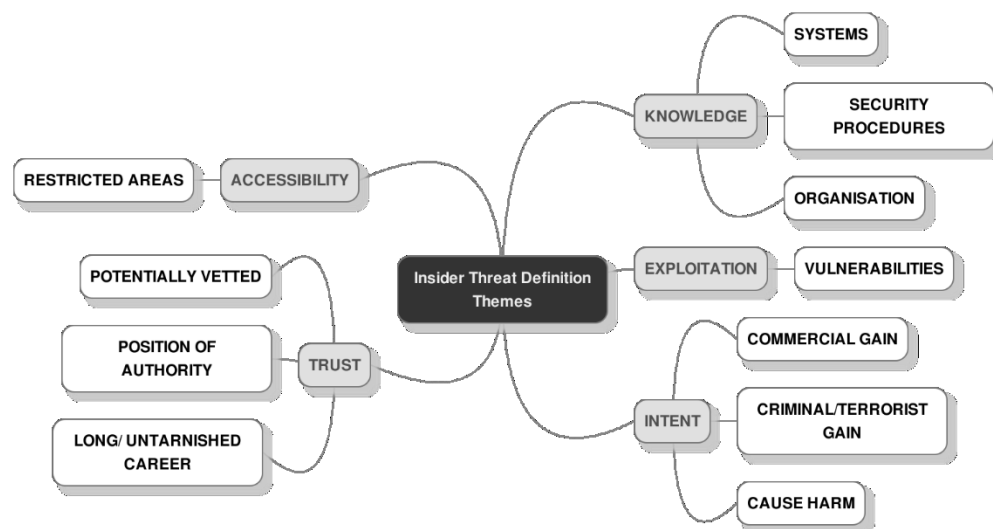 Insider Threat Definition
Themes
KNOWLEDGE
SYSTEMS
SECURITY
PROCEDURES
ORGANISATION
EXPLOITATION
VULNERABILITIES
INTENT
COMMERCIAL GAIN
CRIMINAL/TERRORIST
GAIN
CAUSE HARM
ACCESSIBILITY
RESTRICTED AREAS
TRUST
POTENTIALLY VETTED
POSITION OF
AUTHORITY
LONG/ UNTARNISHED
CAREER